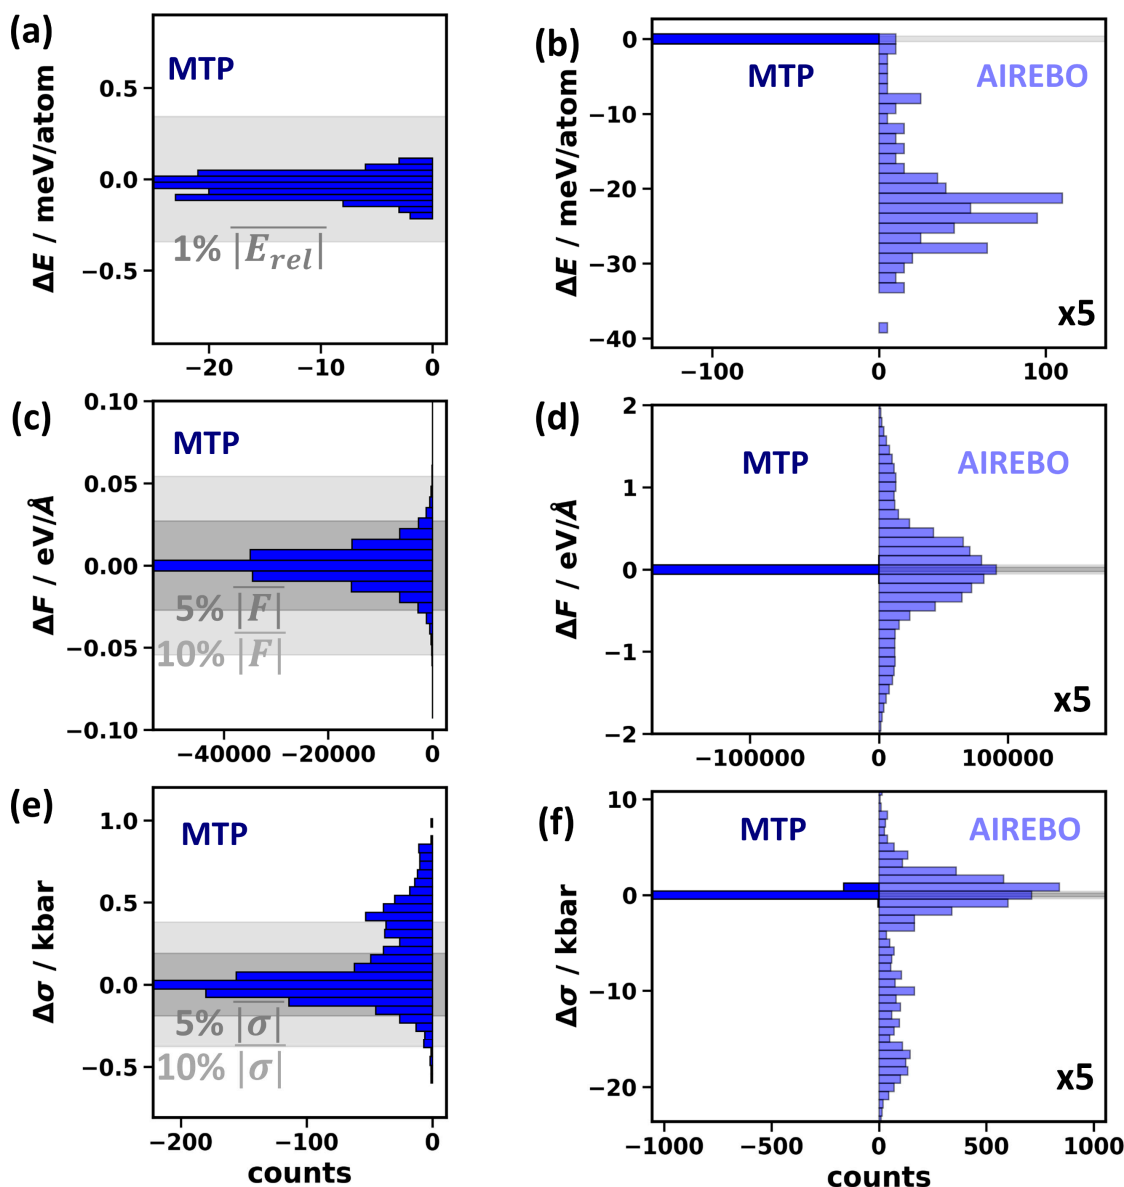 (a)
MTP
ΔE / meV/atom
0.5
0.0
−0.5
1% |E_rel|
−20
−10
0
(b)
MTP
AIREBO
ΔE / meV/atom
0
−10
−20
−30
−40
x5
−100
0
100
(c)
MTP
ΔF / eV/Å
0.10
0.05
0.00
−0.05
−0.10
5% |F|
10% |F|
−40000
−20000
0
(d)
MTP
AIREBO
ΔF / eV/Å
2
1
0
−1
−2
x5
−100000
0
100000
(e)
MTP
Δσ / kbar
1.0
0.5
0.0
−0.5
5% |σ|
10% |σ|
−200
−100
0
counts
(f)
MTP
AIREBO
Δσ / kbar
10
0
−10
−20
x5
−1000
−500
0
500
1000
counts